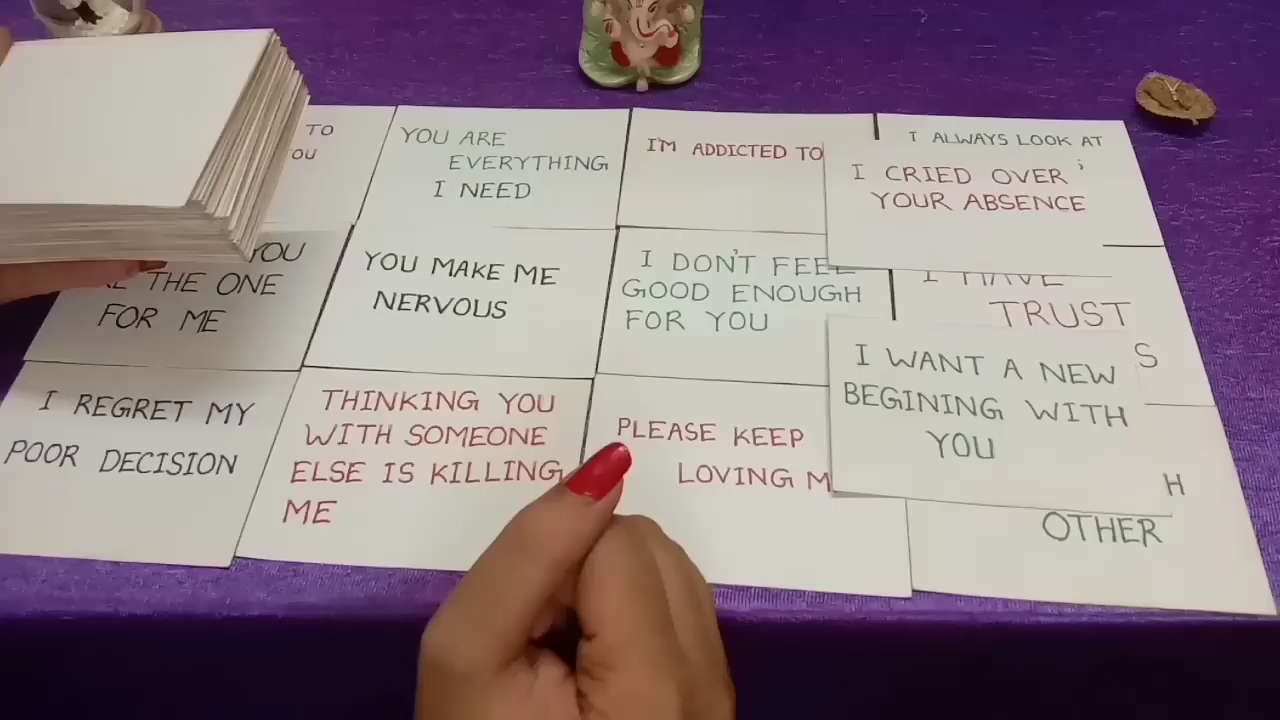 TO
OU
YOU ARE
EVERYTHING
I NEED
I'M ADDICTED TO
I ALWAYS LOOK AT
I CRIED OVER
YOUR ABSENCE
YOU
THE ONE
FOR ME
YOU MAKE ME
NERVOUS
I DON'T FEEL
GOOD ENOUGH
FOR YOU
I HAVE
TRUST
S
I WANT A NEW
BEGINING WITH
YOU
I REGRET MY
POOR DECISION
THINKING YOU
WITH SOMEONE
ELSE IS KILLING
ME
PLEASE KEEP
LOVING M
H
OTHER